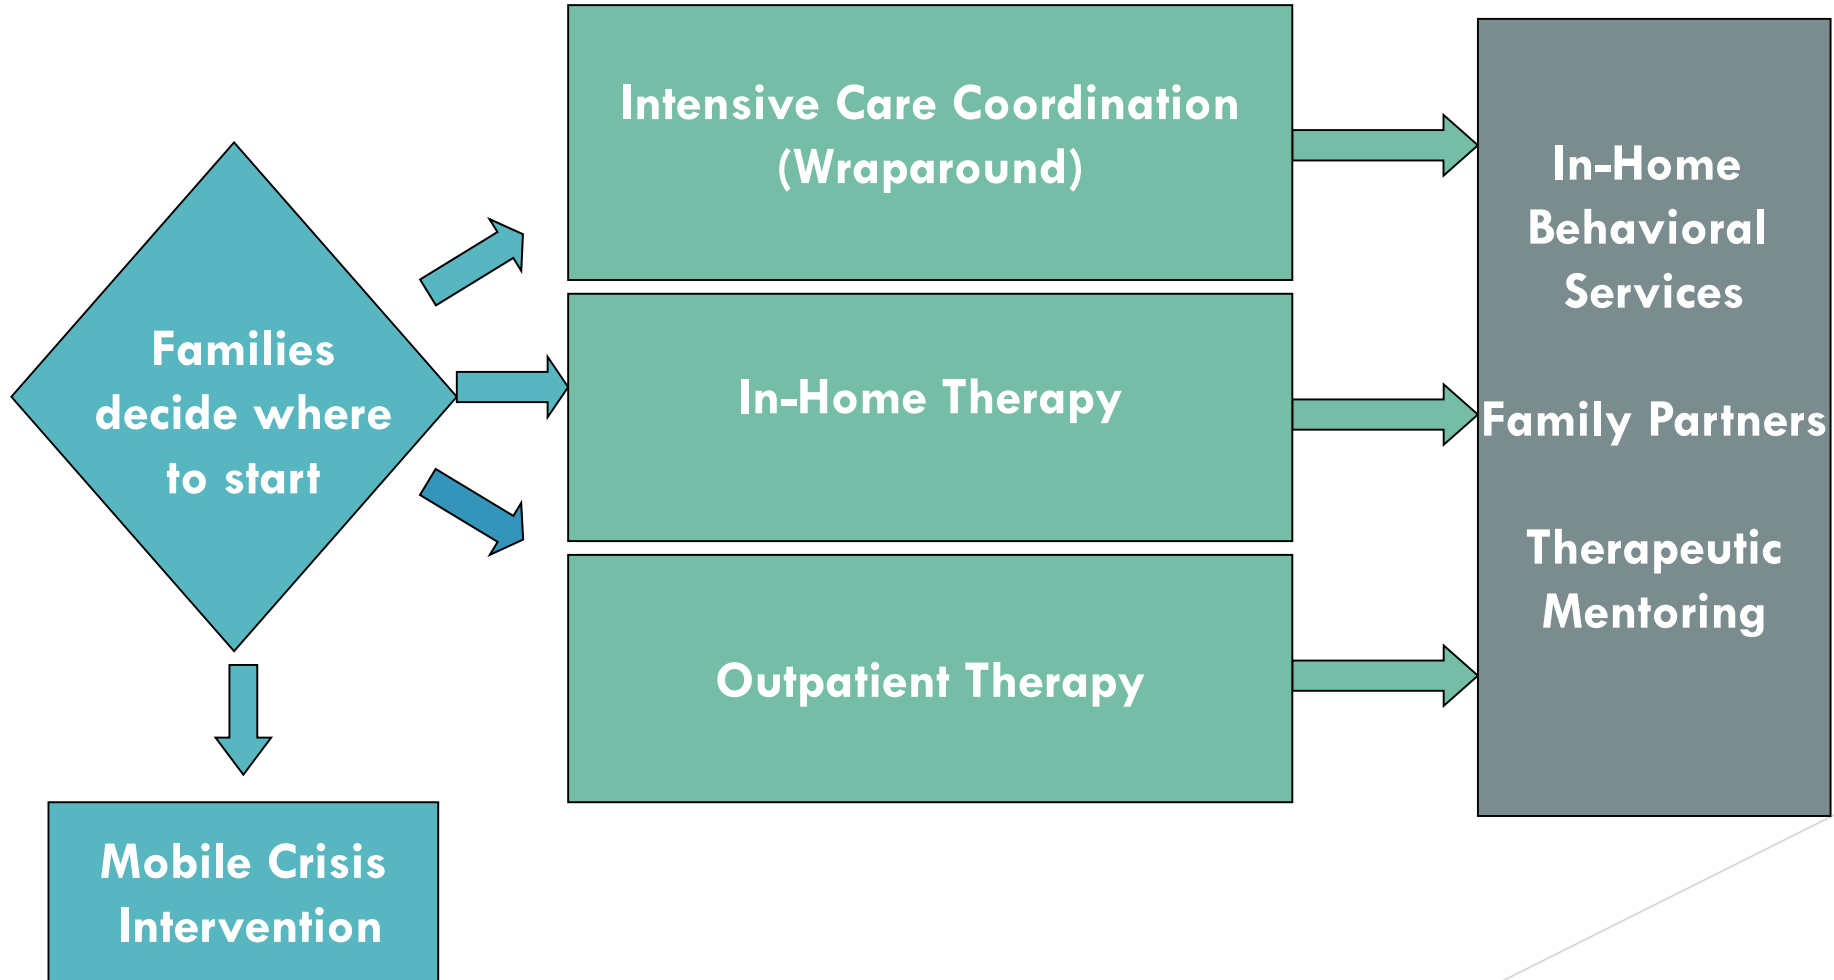 Families
decide where
to start
Intensive Care Coordination
(Wraparound)
In-Home Therapy
Outpatient Therapy
In-Home
Behavioral
Services
Family Partners
Therapeutic
Mentoring
Mobile Crisis
Intervention